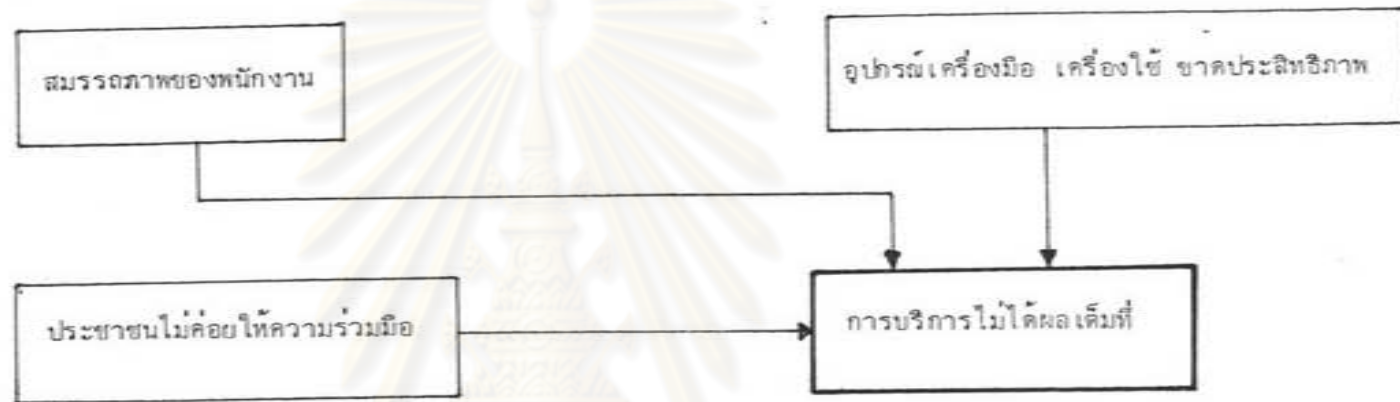 สมรรถภาพของพนักงาน
อุปกรณ์เครื่องมือ เครื่องใช้ ขาดประสิทธิภาพ
ประชาชนไม่ค่อยให้ความร่วมมือ
การบริการไม่ได้ผลเต็มที่